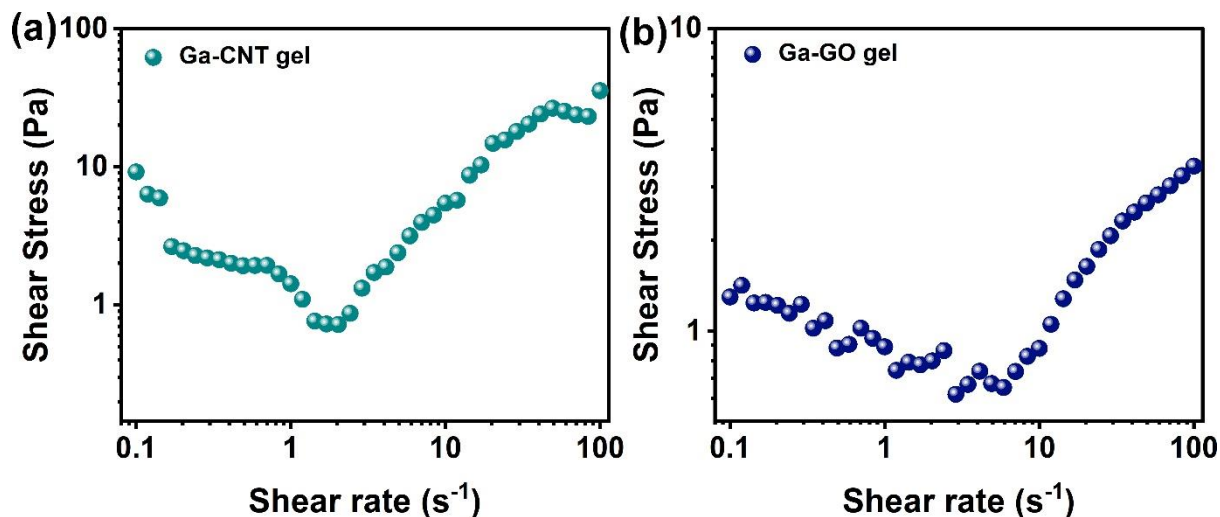 (a)
Ga-CNT gel
Shear Stress (Pa)
100
10
1
0.1 1 10 100
Shear rate (s⁻¹)
(b)
Ga-GO gel
Shear Stress (Pa)
10
1
0.1 1 10 100
Shear rate (s⁻¹)